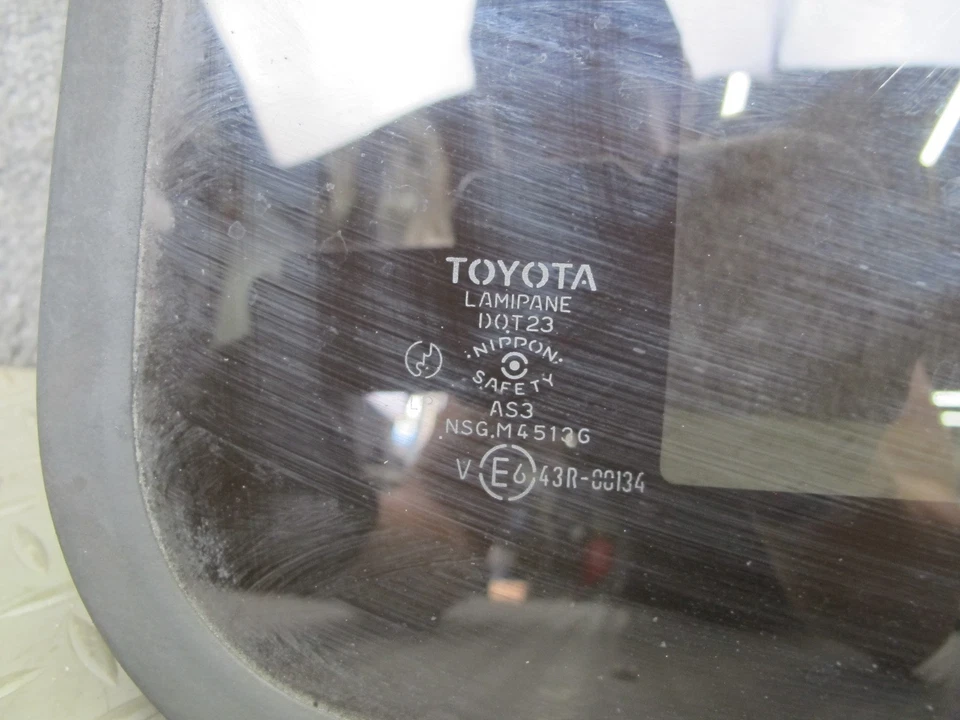 TOYOTA
LAMIPANE
DOT23
NIPPON
SAFETY
AS3
NSG.M4513G
V E6 43R-00134